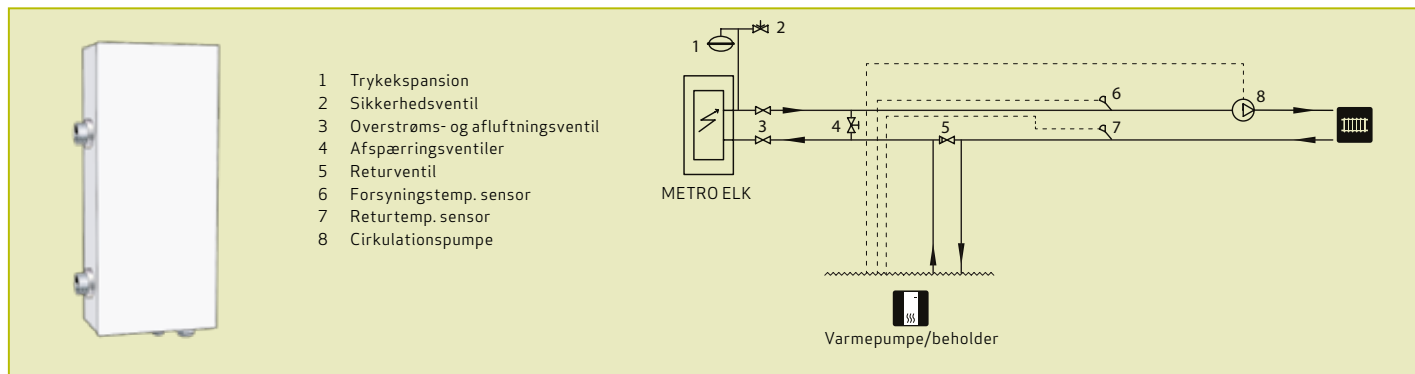 1 Trykekspansion
2 Sikkerhedsventil
3 Overstrøms- og afluftningsventil
4 Afspærringsventiler
5 Returventil
6 Forsyningstemp. sensor
7 Returtemp. sensor
8 Cirkulationspumpe
1
2
3
4
5
6
7
8
METRO ELK
Varmepumpe/beholder